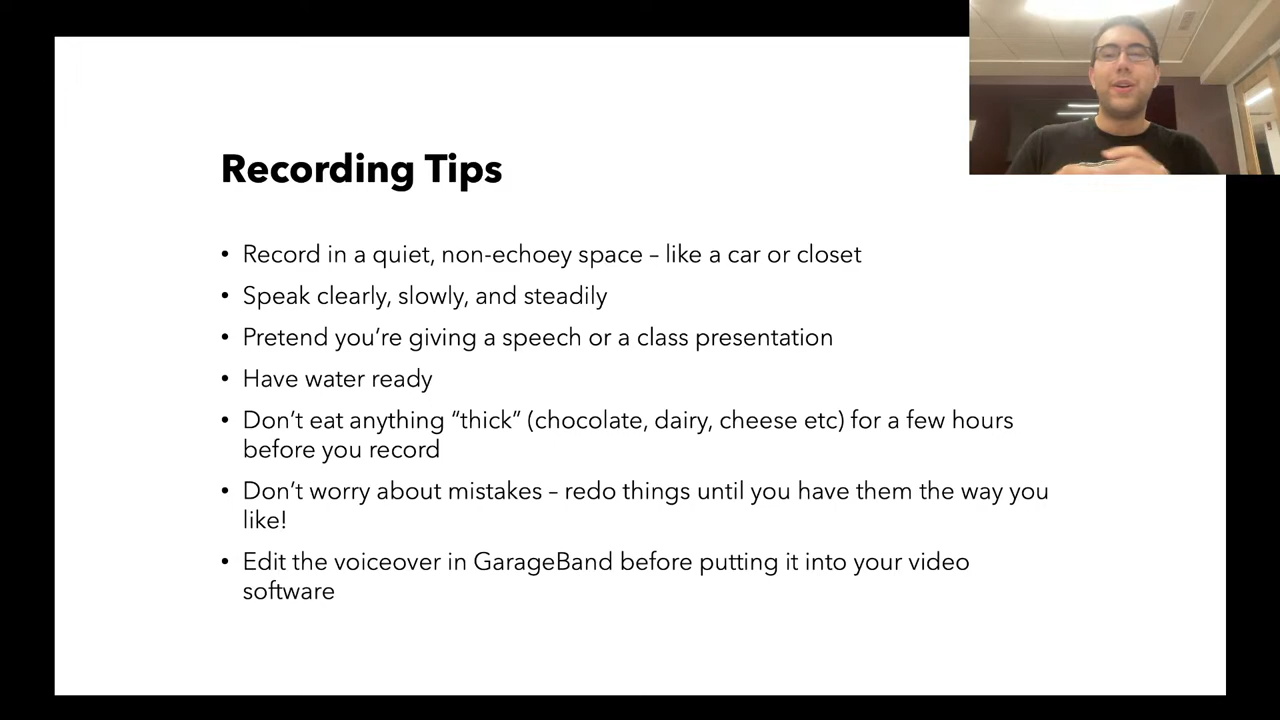 Recording Tips
• Record in a quiet, non-echoey space – like a car or closet
• Speak clearly, slowly, and steadily
• Pretend you’re giving a speech or a class presentation
• Have water ready
• Don’t eat anything “thick” (chocolate, dairy, cheese etc) for a few hours
before you record
• Don’t worry about mistakes – redo things until you have them the way you
like!
• Edit the voiceover in GarageBand before putting it into your video
software